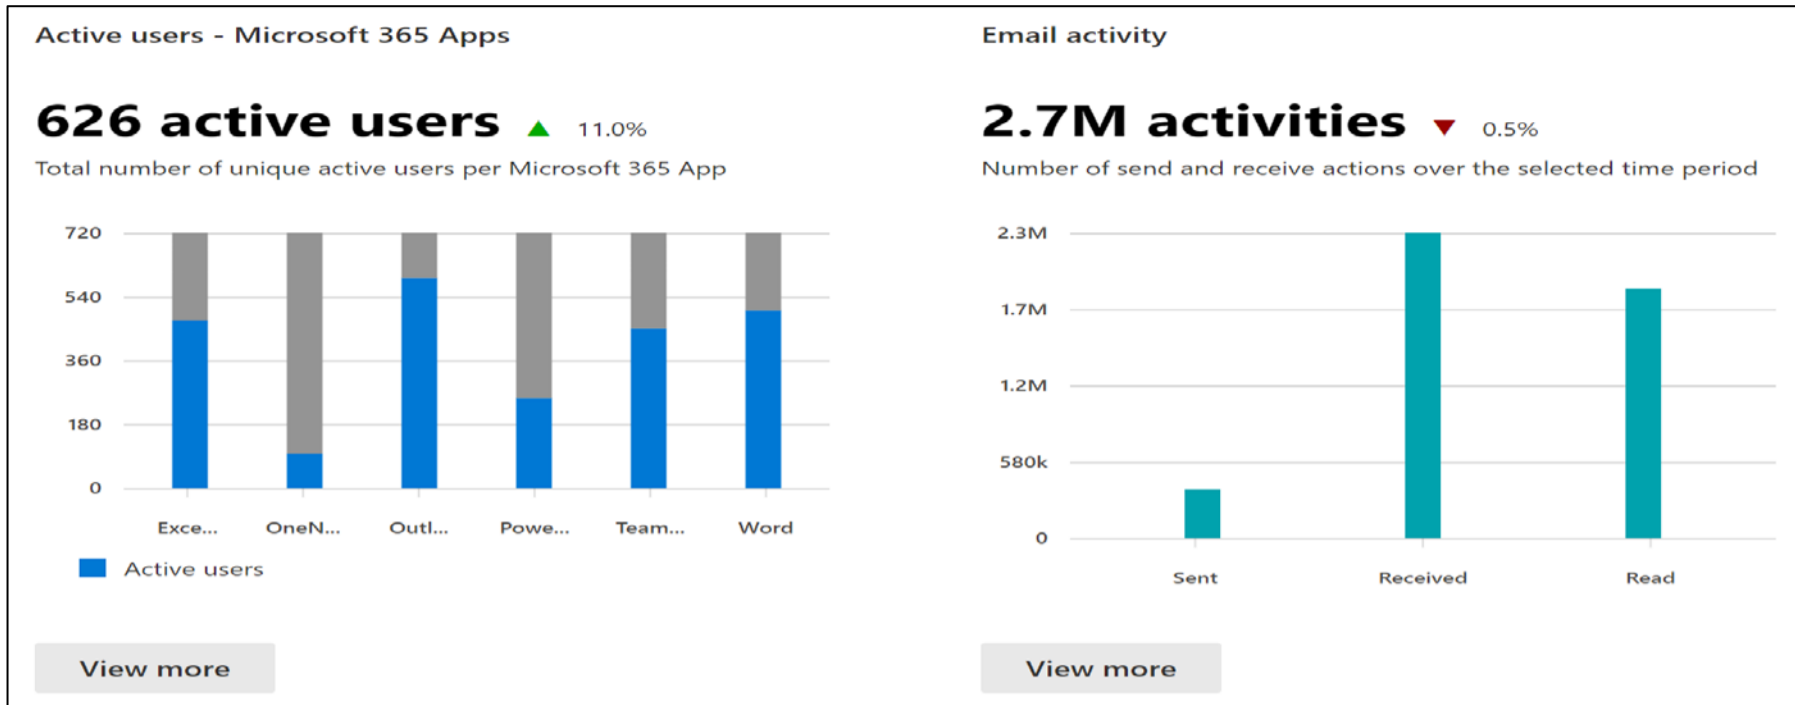 Active users - Microsoft 365 Apps
626 active users ▲ 11.0%
Total number of unique active users per Microsoft 365 App
720
540
360
180
0
Exce... OneN... Outl... Powe... Team... Word
Active users
View more
Email activity
2.7M activities ▼ 0.5%
Number of send and receive actions over the selected time period
2.3M
1.7M
1.2M
580k
0
Sent Received Read
View more